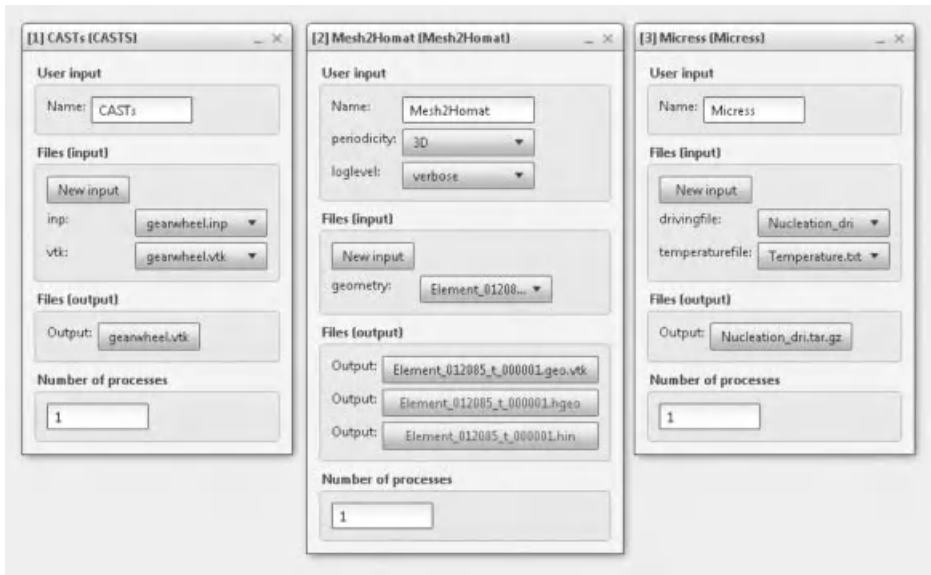 [1] CASTs (CASTS)
User input
Name: CASTs
Files (input)
New input
inp: gearwheel.inp
vtk: gearwheel.vtk
Files (output)
Output: gearwheel.vtk
Number of processes
1
[2] Mesh2Homat (Mesh2Homat)
User input
Name: Mesh2Homat
periodicity: 3D
loglevel: verbose
Files (input)
New input
geometry: Element_01208...
Files (output)
Output: Element_012085_t_000001.geo.vtk
Output: Element_012085_t_000001.hgeo
Output: Element_012085_t_000001.hin
Number of processes
1
[3] Micress (Micress)
User input
Name: Micress
Files (input)
New input
drivingfile: Nucleation_dri
temperaturefile: Temperature.txt
Files (output)
Output: Nucleation_dri.tar.gz
Number of processes
1